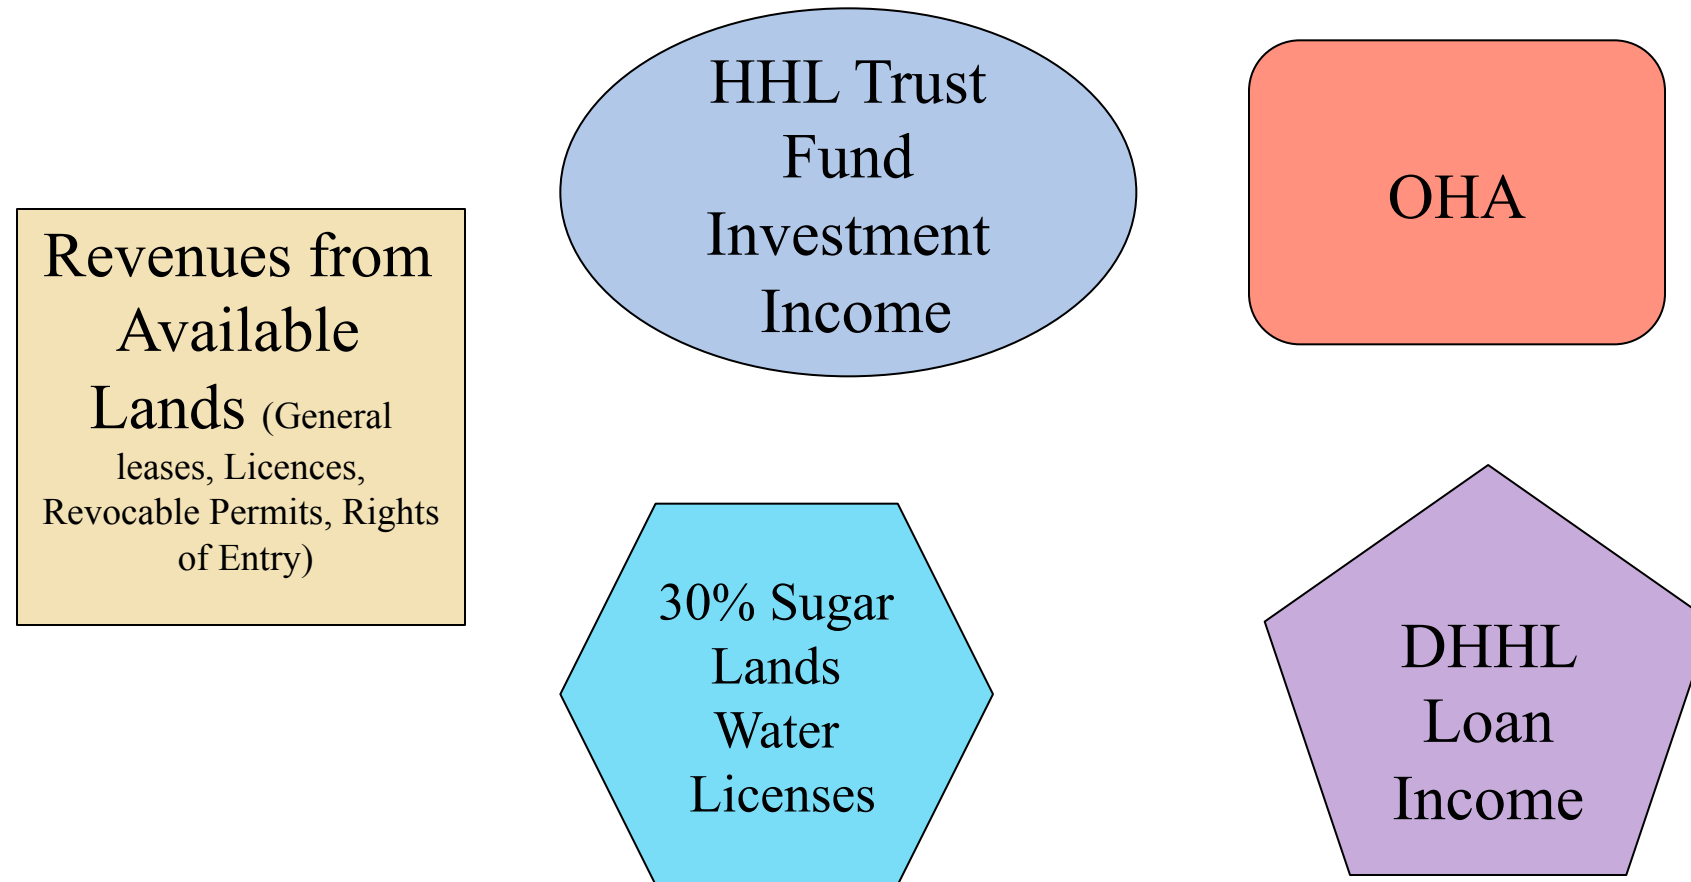 Revenues from
Available
Lands (General
leases, Licences,
Revocable Permits, Rights
of Entry)
HHL Trust
Fund
Investment
Income
OHA
30% Sugar
Lands
Water
Licenses
DHHL
Loan
Income